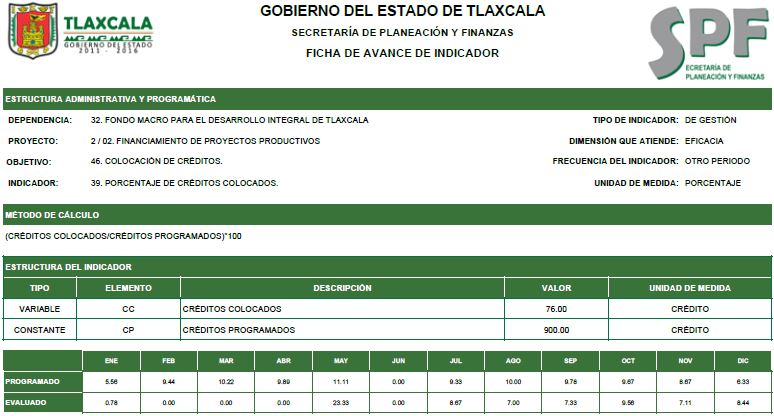 TLAXCALA
GOBIERNO DEL ESTADO
2011 - 2016
GOBIERNO DEL ESTADO DE TLAXCALA
SECRETARÍA DE PLANEACIÓN Y FINANZAS
FICHA DE AVANCE DE INDICADOR
SPF
ECRETARÍA DE
PLANEACIÓN Y FINANZAS
ESTRUCTURA ADMINISTRATIVA Y PROGRAMÁTICA
DEPENDENCIA: 32. FONDO MACRO PARA EL DESARROLLO INTEGRAL DE TLAXCALA TIPO DE INDICADOR: DE GESTIÓN
PROYECTO: 2 / 02. FINANCIAMIENTO DE PROYECTOS PRODUCTIVOS DIMENSIÓN QUE ATIENDE: EFICACIA
OBJETIVO: 46. COLOCACIÓN DE CRÉDITOS. FRECUENCIA DEL INDICADOR: OTRO PERIODO
INDICADOR: 39. PORCENTAJE DE CRÉDITOS COLOCADOS. UNIDAD DE MEDIDA: PORCENTAJE
MÉTODO DE CÁLCULO
(CRÉDITOS COLOCADOS/CRÉDITOS PROGRAMADOS)*100
ESTRUCTURA DEL INDICADOR
TIPO ELEMENTO DESCRIPCIÓN VALOR UNIDAD DE MEDIDA
VARIABLE CC CRÉDITOS COLOCADOS 76.00 CRÉDITO
CONSTANTE CP CRÉDITOS PROGRAMADOS 900.00 CRÉDITO
ENE FEB MAR ABR MAY JUN JUL AGO SEP OCT NOV DIC
PROGRAMADO 5.56 9.44 10.22 9.89 11.11 0.00 9.33 10.00 9.78 9.67 8.67 6.33
EVALUADO 0.78 0.00 0.00 0.00 23.33 0.00 8.67 7.00 7.33 9.56 7.11 8.44